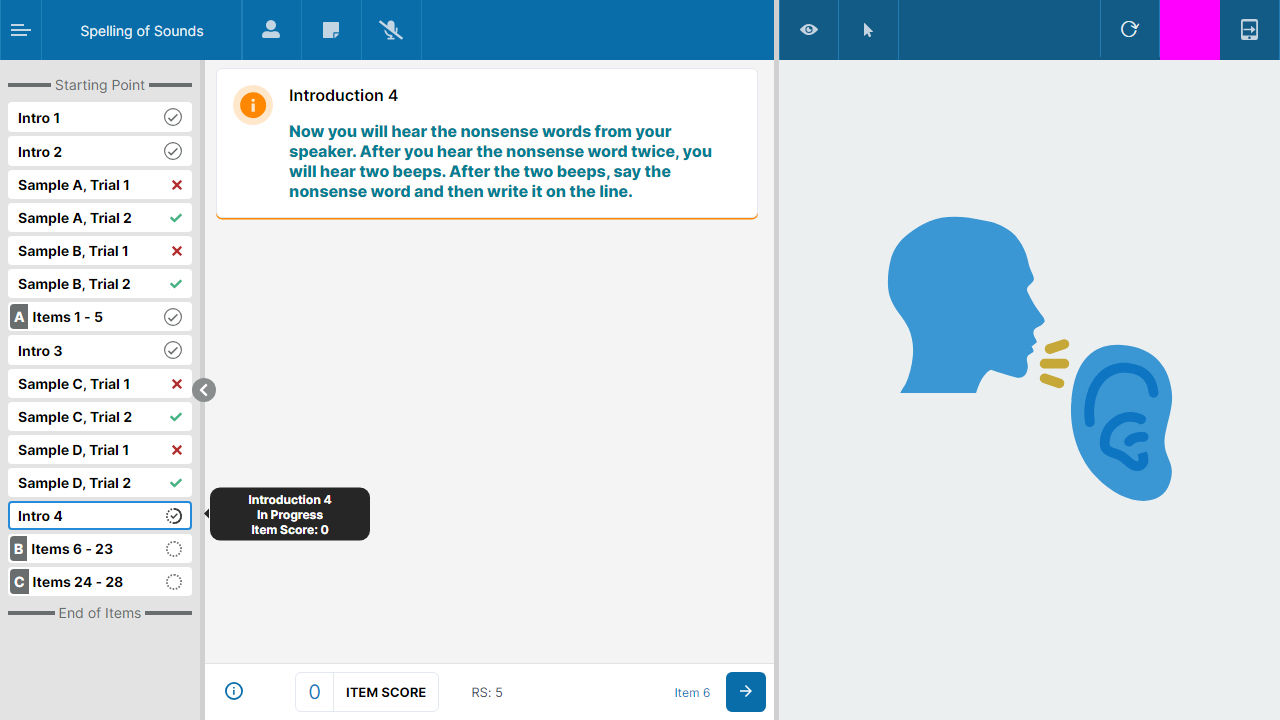 Spelling of Sounds
Starting Point
Intro 1
Intro 2
Sample A, Trial 1
Sample A, Trial 2
Sample B, Trial 1
Sample B, Trial 2
A Items 1 - 5
Intro 3
Sample C, Trial 1
Sample C, Trial 2
Sample D, Trial 1
Sample D, Trial 2
Intro 4
B Items 6 - 23
C Items 24 - 28
End of Items
Introduction 4
Now you will hear the nonsense words from your
speaker. After you hear the nonsense word twice, you
will hear two beeps. After the two beeps, say the
nonsense word and then write it on the line.
Introduction 4
In Progress
Item Score: 0
0 ITEM SCORE
RS: 5
Item 6